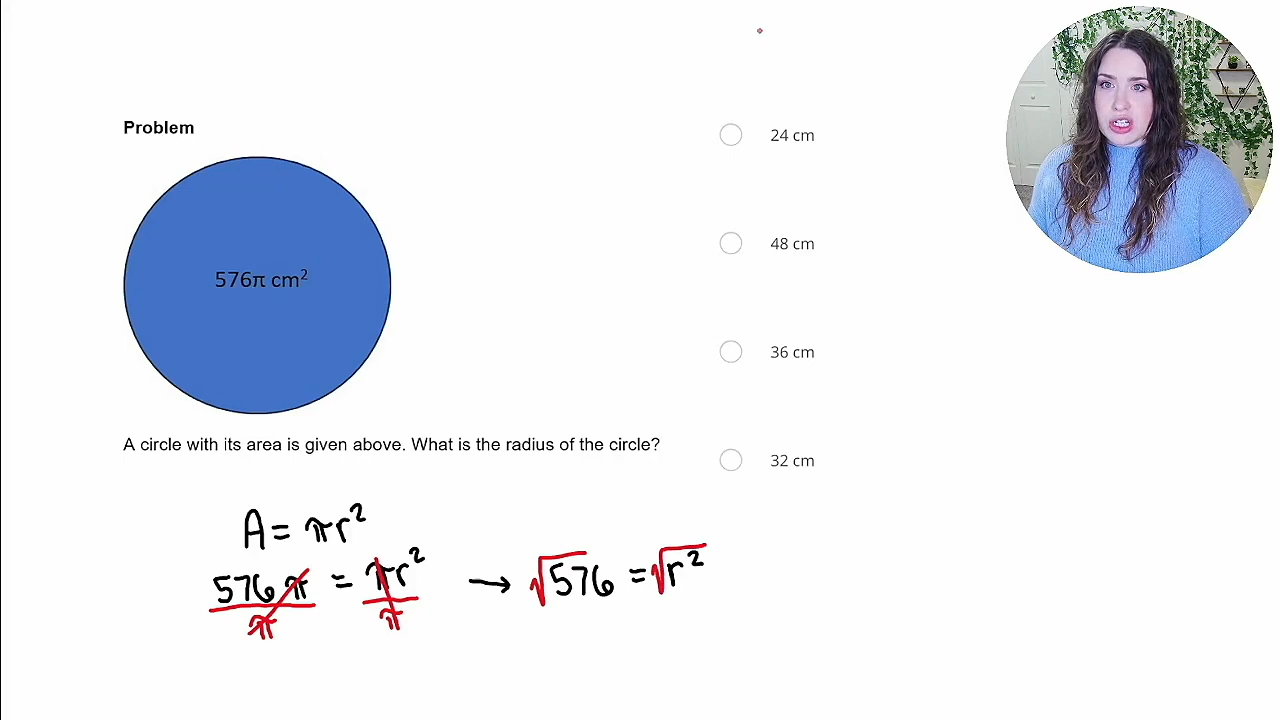 Problem
576π cm²
A circle with its area is given above. What is the radius of the circle?
24 cm
48 cm
36 cm
32 cm
A = πr²
576π/π = πr²/π → √576 = √r²